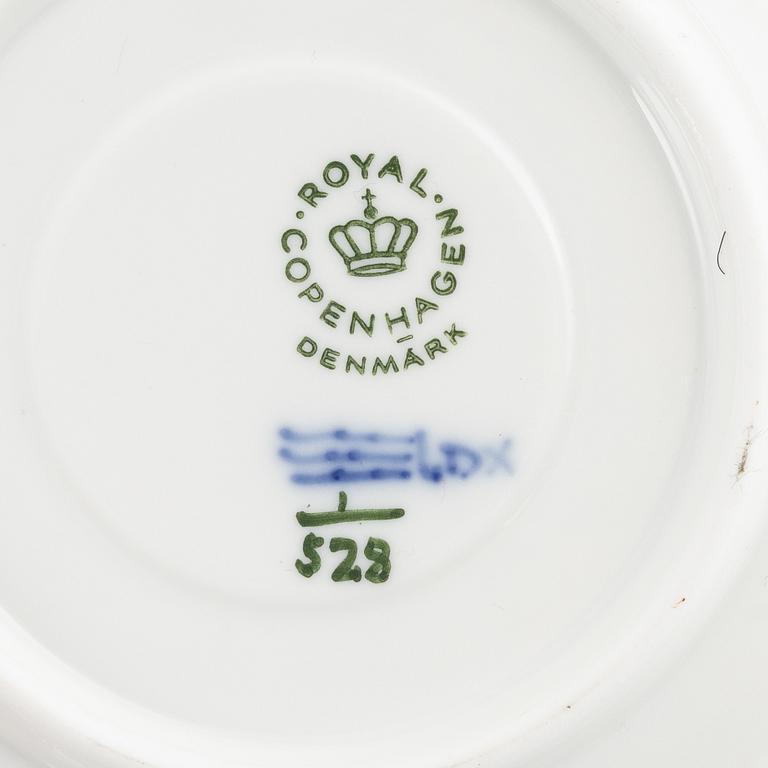 · ROYAL ·
COPENHAGEN
DENMARK
1
528